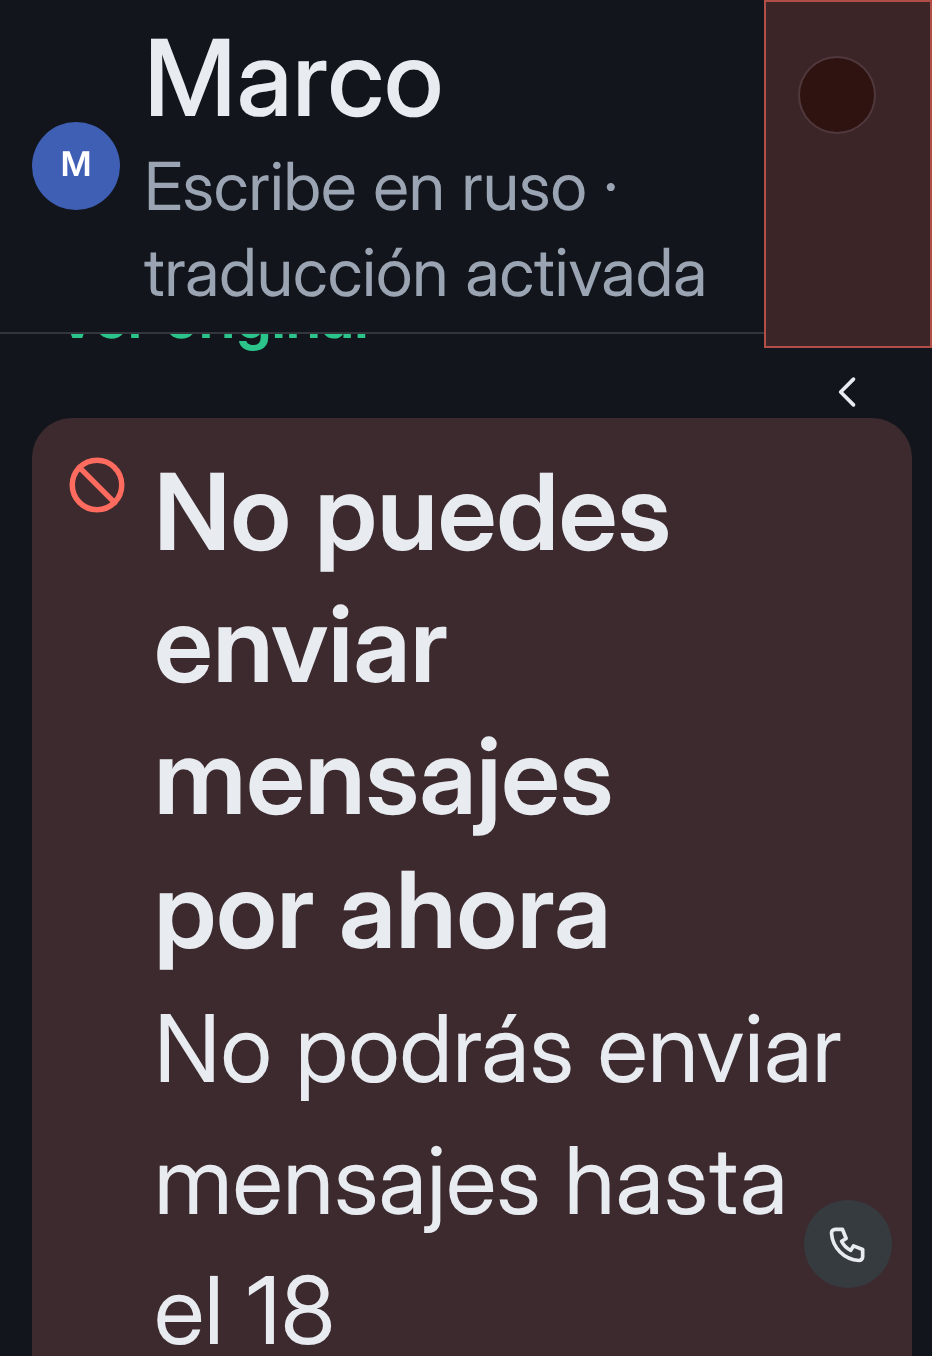 Marco
M
Escribe en ruso ·
traducción activada
No puedes
enviar
mensajes
por ahora
No podrás enviar
mensajes hasta
el 18